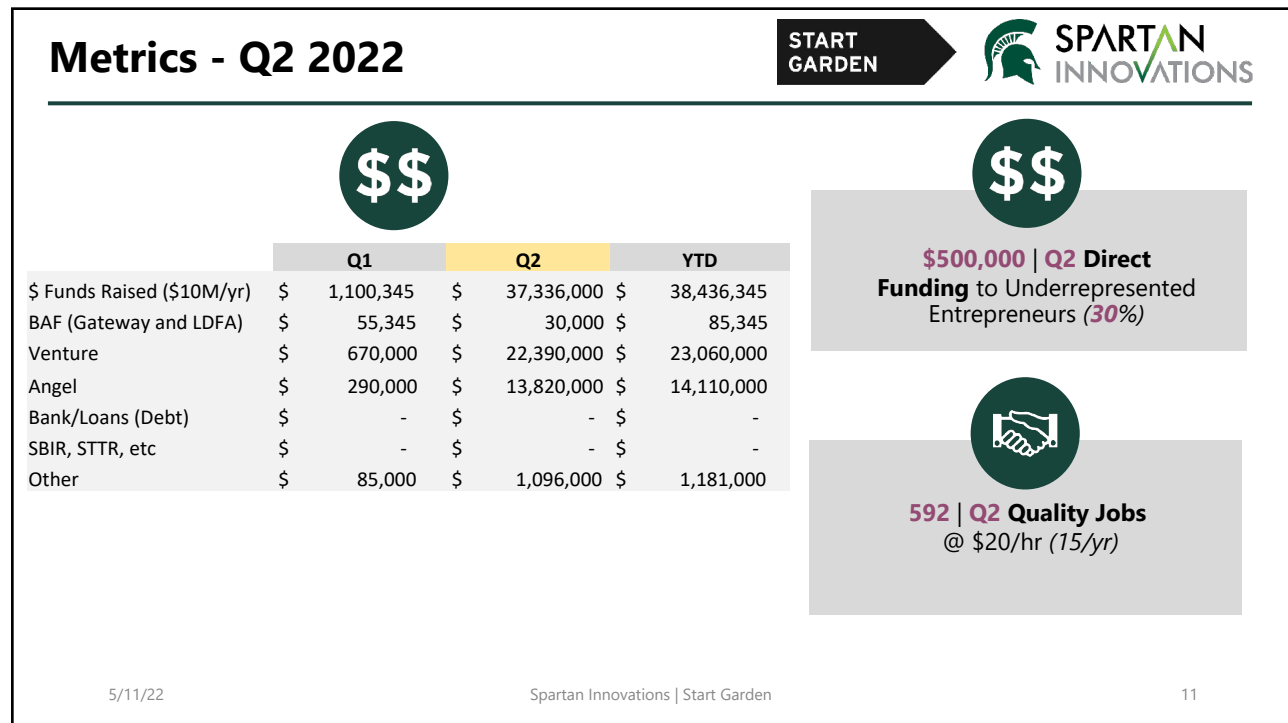 Metrics - Q2 2022
START
GARDEN
SPARTAN
INNOVATIONS
$$
Q1 Q2 YTD
$ Funds Raised ($10M/yr) $ 1,100,345 $ 37,336,000 $ 38,436,345
BAF (Gateway and LDFA) $ 55,345 $ 30,000 $ 85,345
Venture $ 670,000 $ 22,390,000 $ 23,060,000
Angel $ 290,000 $ 13,820,000 $ 14,110,000
Bank/Loans (Debt) $ - $ - $ -
SBIR, STTR, etc $ - $ - $ -
Other $ 85,000 $ 1,096,000 $ 1,181,000
$$
$500,000 | Q2 Direct
Funding to Underrepresented
Entrepreneurs (30%)
592 | Q2 Quality Jobs
@ $20/hr (15/yr)
5/11/22 Spartan Innovations | Start Garden 11